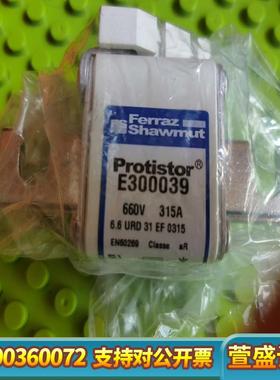 Ferraz
Shawmut
Protistor®
E300039
660V 315A
6.6 URD 31 EF 0315
EN60269 Classe aR
00360072 支持对公开票 萱盛